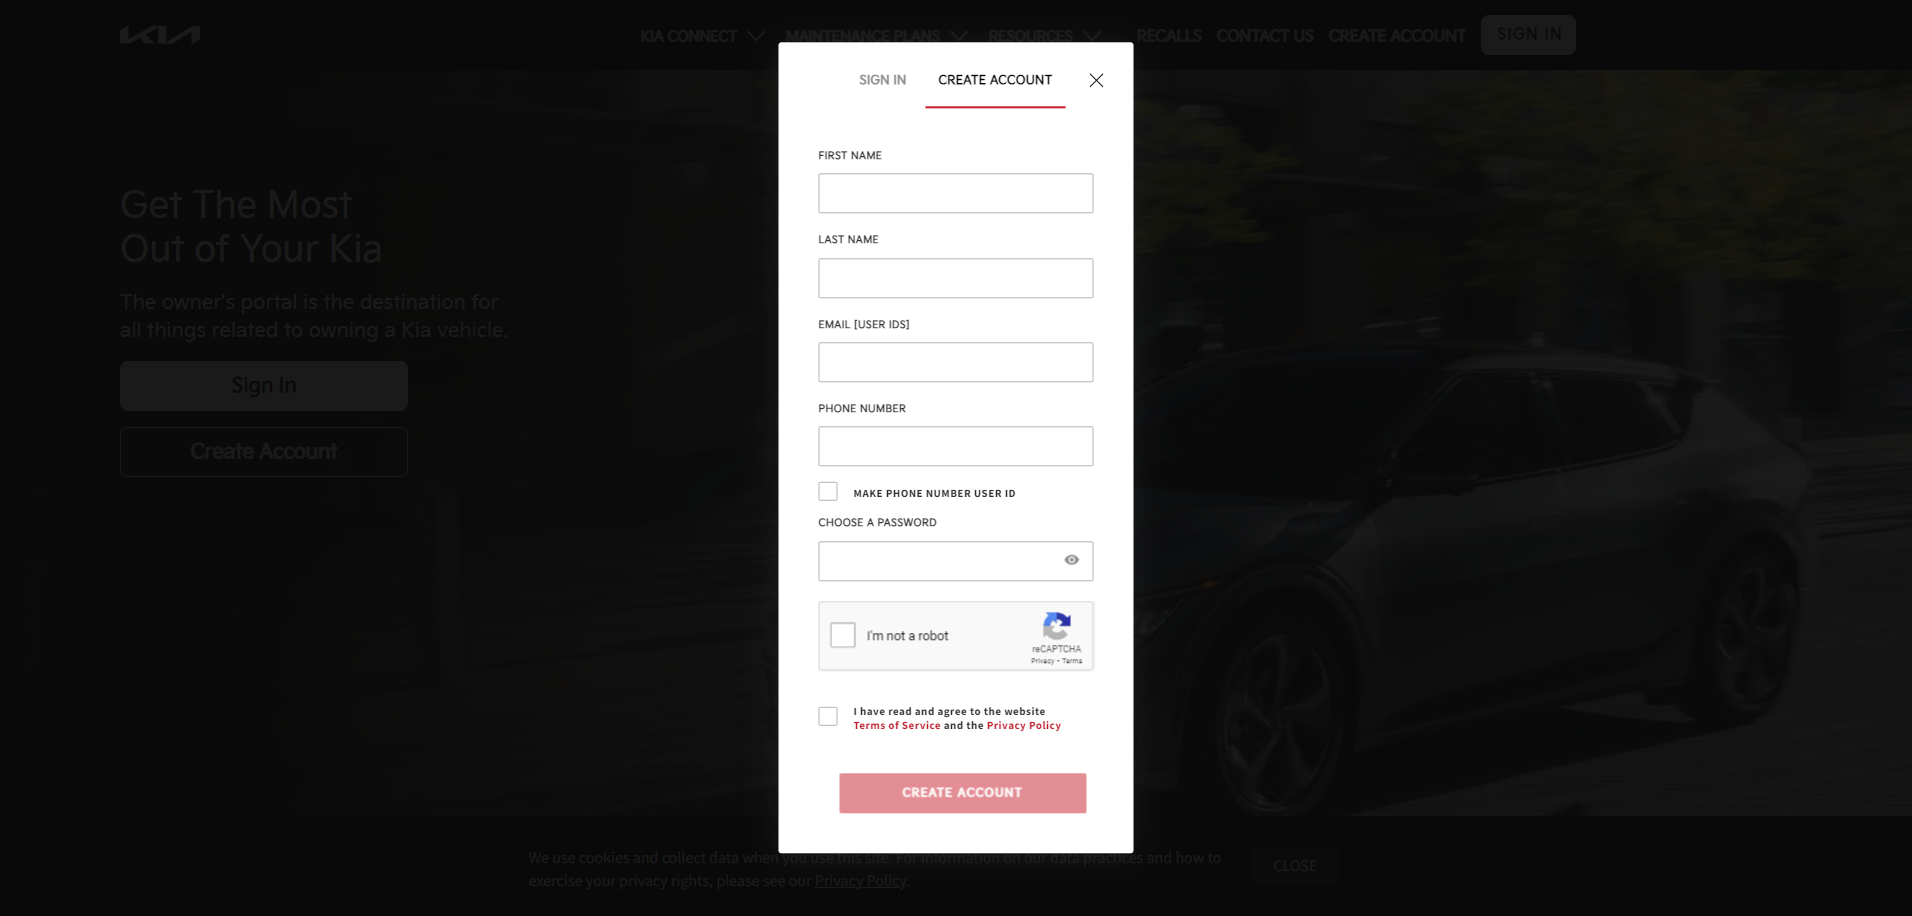 KIA
KIA CONNECT
MAINTENANCE PLANS
RESOURCES
RECALLS
CONTACT US
CREATE ACCOUNT
SIGN IN
SIGN IN
CREATE ACCOUNT
FIRST NAME
LAST NAME
EMAIL [USER IDS]
PHONE NUMBER
MAKE PHONE NUMBER USER ID
CHOOSE A PASSWORD
I'm not a robot
reCAPTCHA
Privacy - Terms
I have read and agree to the website
Terms of Service and the Privacy Policy
CREATE ACCOUNT
Get The Most
Out of Your Kia
The owner's portal is the destination for
all things related to owning a Kia vehicle.
Sign In
Create Account
We use cookies and collect data when you use this site. For information on our data practices and how to
exercise your privacy rights, please see our Privacy Policy.
CLOSE